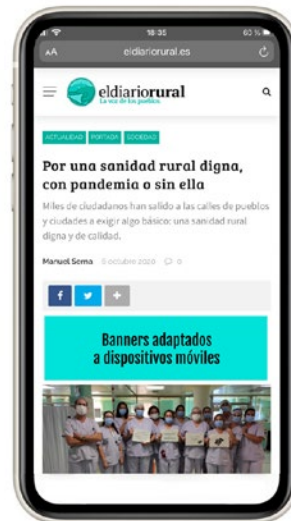 18:35
60 %
AA
eldiariorural.es
eldiariorural
La voz de los pueblos
ACTUALIDAD PORTADA SOCIEDAD
Por una sanidad rural digna,
con pandemia o sin ella
Miles de ciudadanos han salido a las calles de pueblos
y ciudades a exigir algo básico: una sanidad rural
digna y de calidad.
Manuel Soma 6 octubre 2020 0
Banners adaptados
a dispositivos móviles